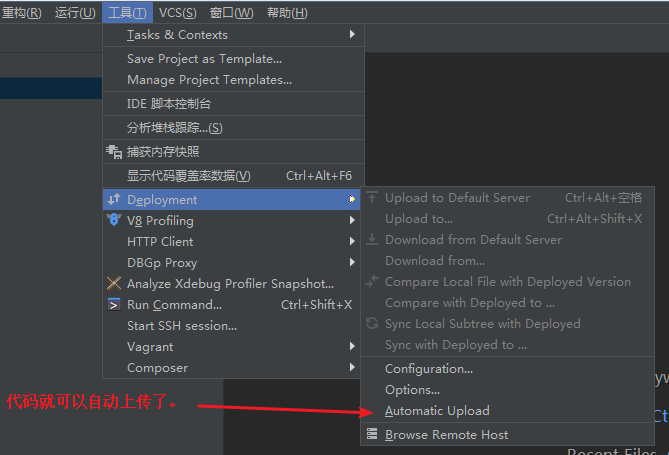 重构(R) 运行(U) 工具(T) VCS(S) 窗口(W) 帮助(H)
Tasks & Contexts
Save Project as Template...
Manage Project Templates...
IDE 脚本控制台
分析堆栈跟踪...(S)
捕获内存快照
显示代码覆盖率数据(V) Ctrl+Alt+F6
Deployment
V8 Profiling
HTTP Client
DBGp Proxy
Analyze Xdebug Profiler Snapshot...
Run Command... Ctrl+Shift+X
Start SSH session...
Vagrant
Composer
Upload to Default Server Ctrl+Alt+空格
Upload to... Ctrl+Alt+Shift+X
Download from Default Server
Download from...
Compare Local File with Deployed Version
Compare with Deployed to ...
Sync Local Subtree with Deployed
Sync with Deployed to ...
Configuration...
Options...
Automatic Upload
Browse Remote Host
代码就可以自动上传了。
Recent Files